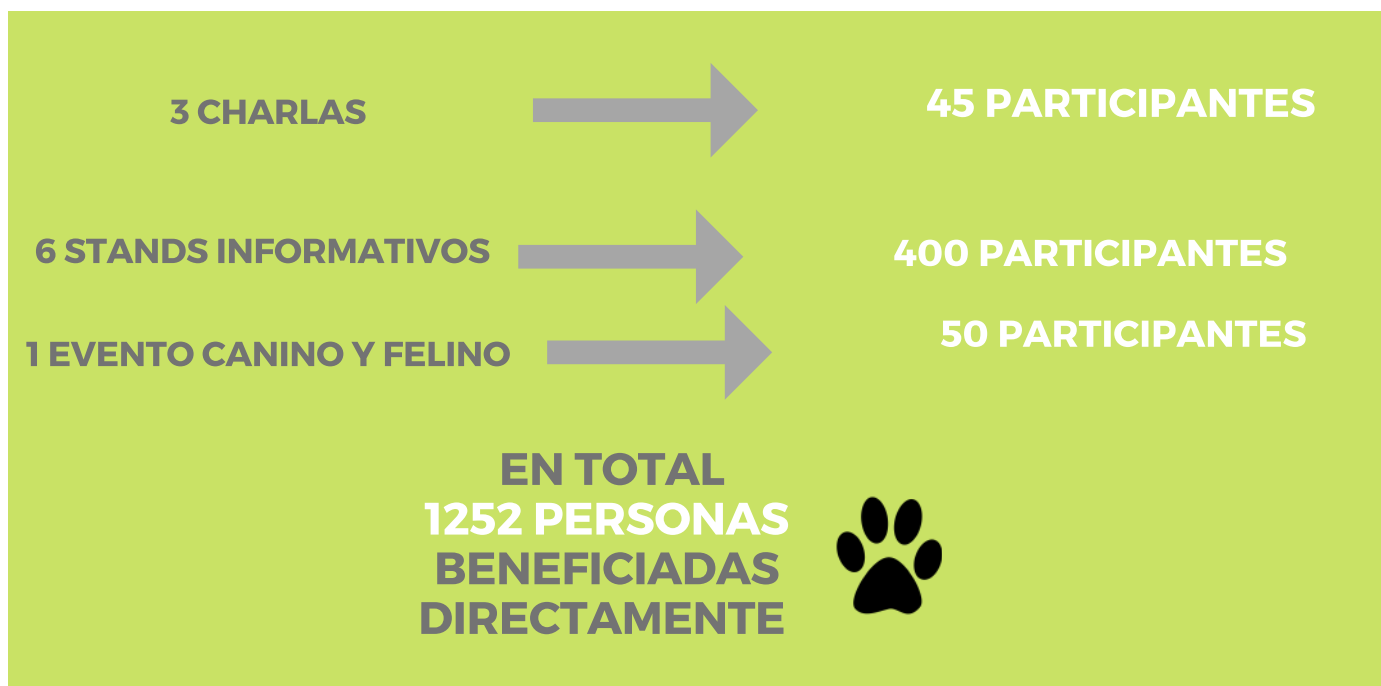 3 CHARLAS
45 PARTICIPANTES
6 STANDS INFORMATIVOS
400 PARTICIPANTES
1 EVENTO CANINO Y FELINO
50 PARTICIPANTES
EN TOTAL
1252 PERSONAS
BENEFICIADAS
DIRECTAMENTE